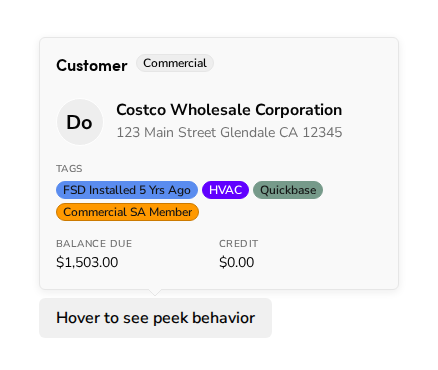 Customer Commercial
Do
Costco Wholesale Corporation
123 Main Street Glendale CA 12345
TAGS
FSD Installed 5 Yrs Ago HVAC Quickbase
Commercial SA Member
BALANCE DUE CREDIT
$1,503.00 $0.00
Hover to see peek behavior